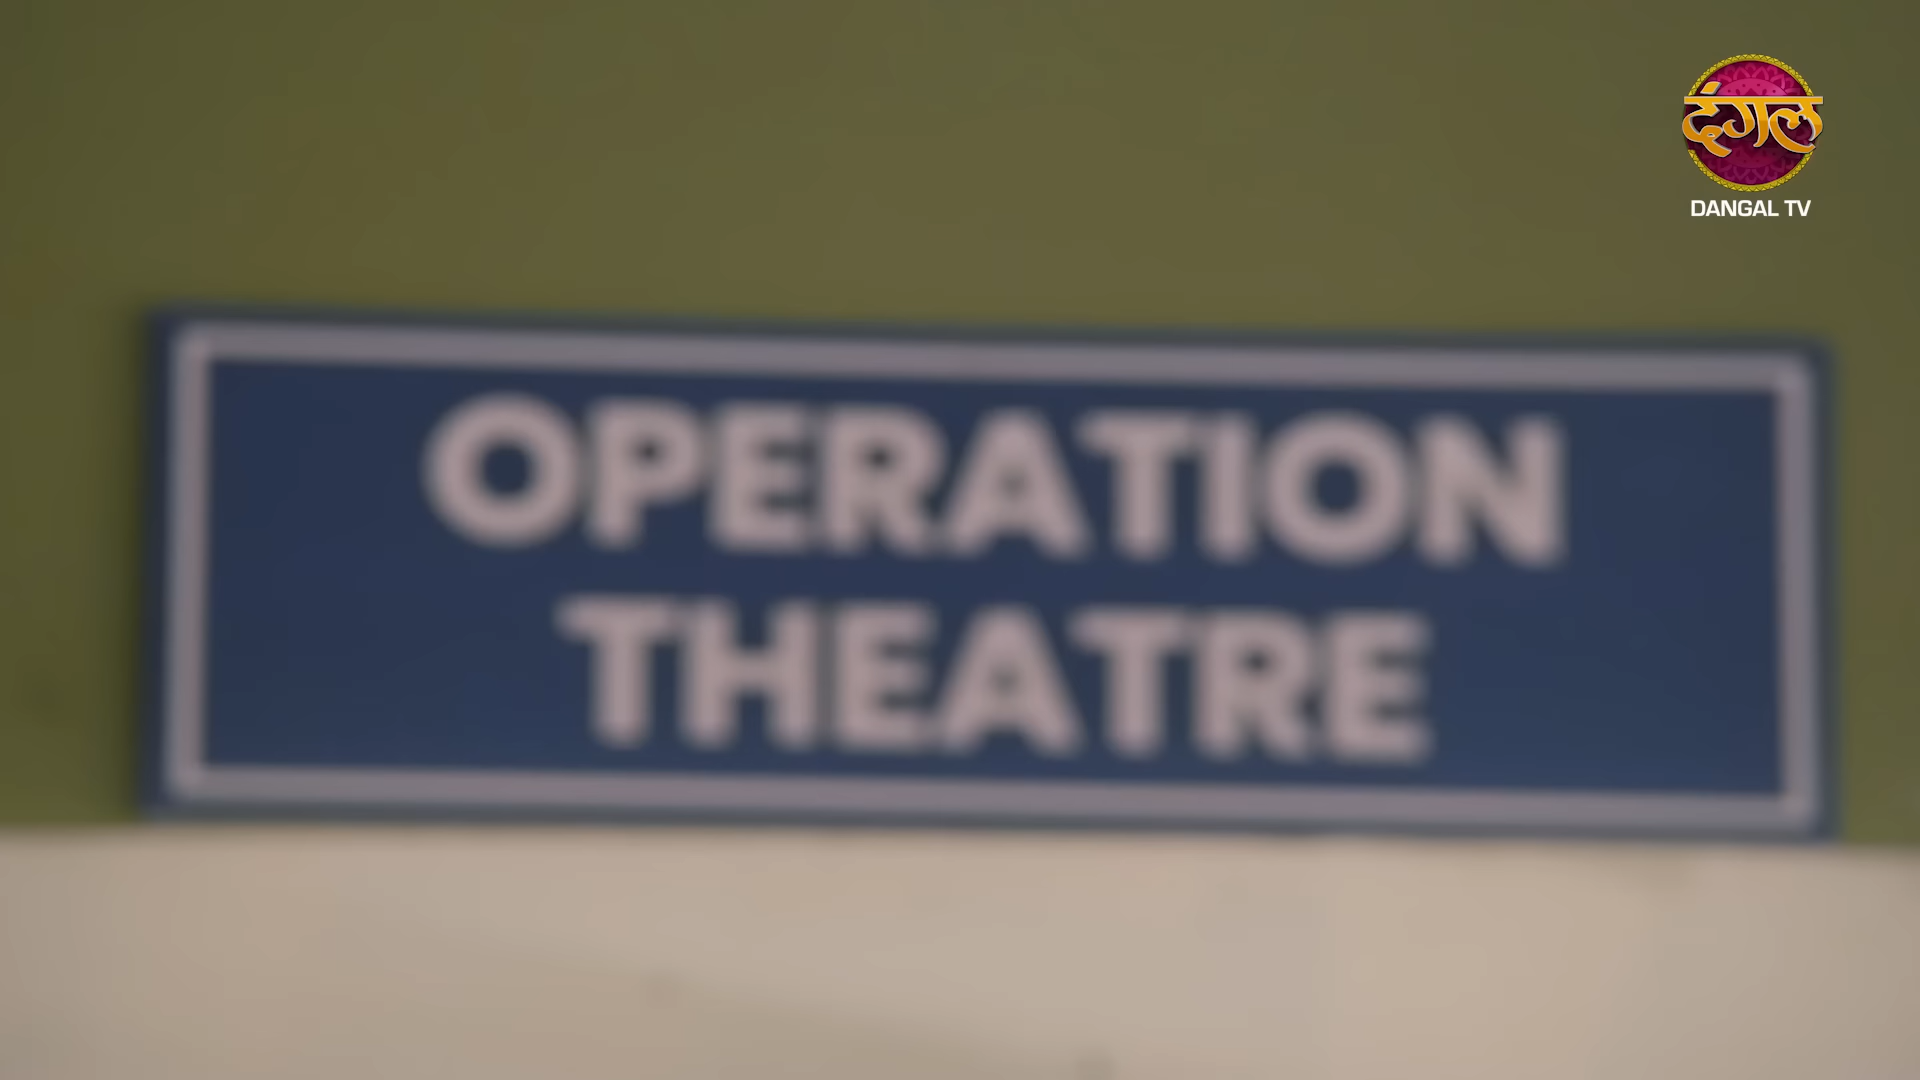 दंगल
DANGAL TV
OPERATION
THEATRE